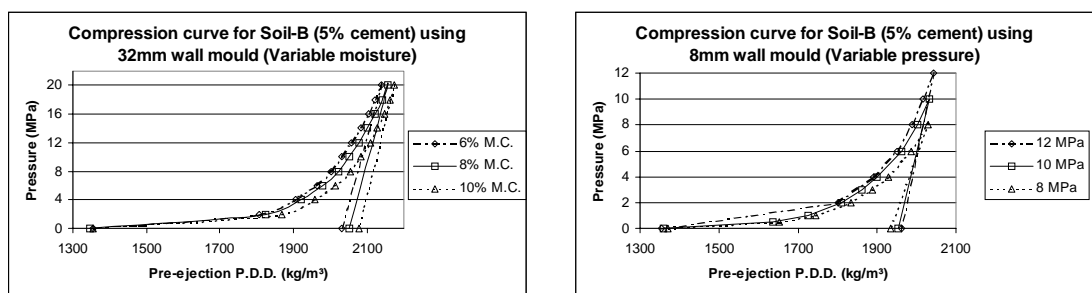 Compression curve for Soil-B (5% cement) using
32mm wall mould (Variable moisture)
20
16
12
8
4
0
Pressure (MPa)
1300 1500 1700 1900 2100
Pre-ejection P.D.D. (kg/m³)
6% M.C.
8% M.C.
10% M.C.
Compression curve for Soil-B (5% cement) using
8mm wall mould (Variable pressure)
12
10
8
6
4
2
0
Pressure (MPa)
1300 1500 1700 1900 2100
Pre-ejection P.D.D. (kg/m³)
12 MPa
10 MPa
8 MPa